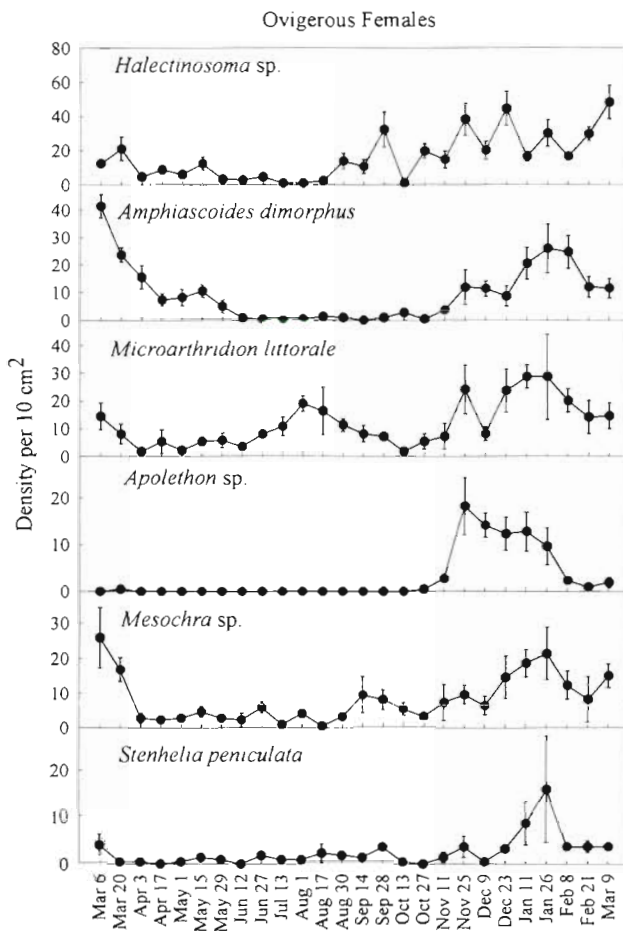 Ovigerous Females
Density per 10 cm²
Halectinosoma sp.
80
60
40
20
0
Amphiascoides dimorphus
40
30
20
10
0
Microarthridion littorale
40
30
20
10
0
Apolethon sp.
20
10
0
Mesochra sp.
30
20
10
0
Stenhelia peniculata
20
10
0
Mar 6
Mar 20
Apr 3
Apr 17
May 1
May 15
May 29
Jun 12
Jun 27
Jul 13
Aug 1
Aug 17
Aug 30
Sep 14
Sep 28
Oct 13
Oct 27
Nov 11
Nov 25
Dec 9
Dec 23
Jan 11
Jan 26
Feb 8
Feb 21
Mar 9